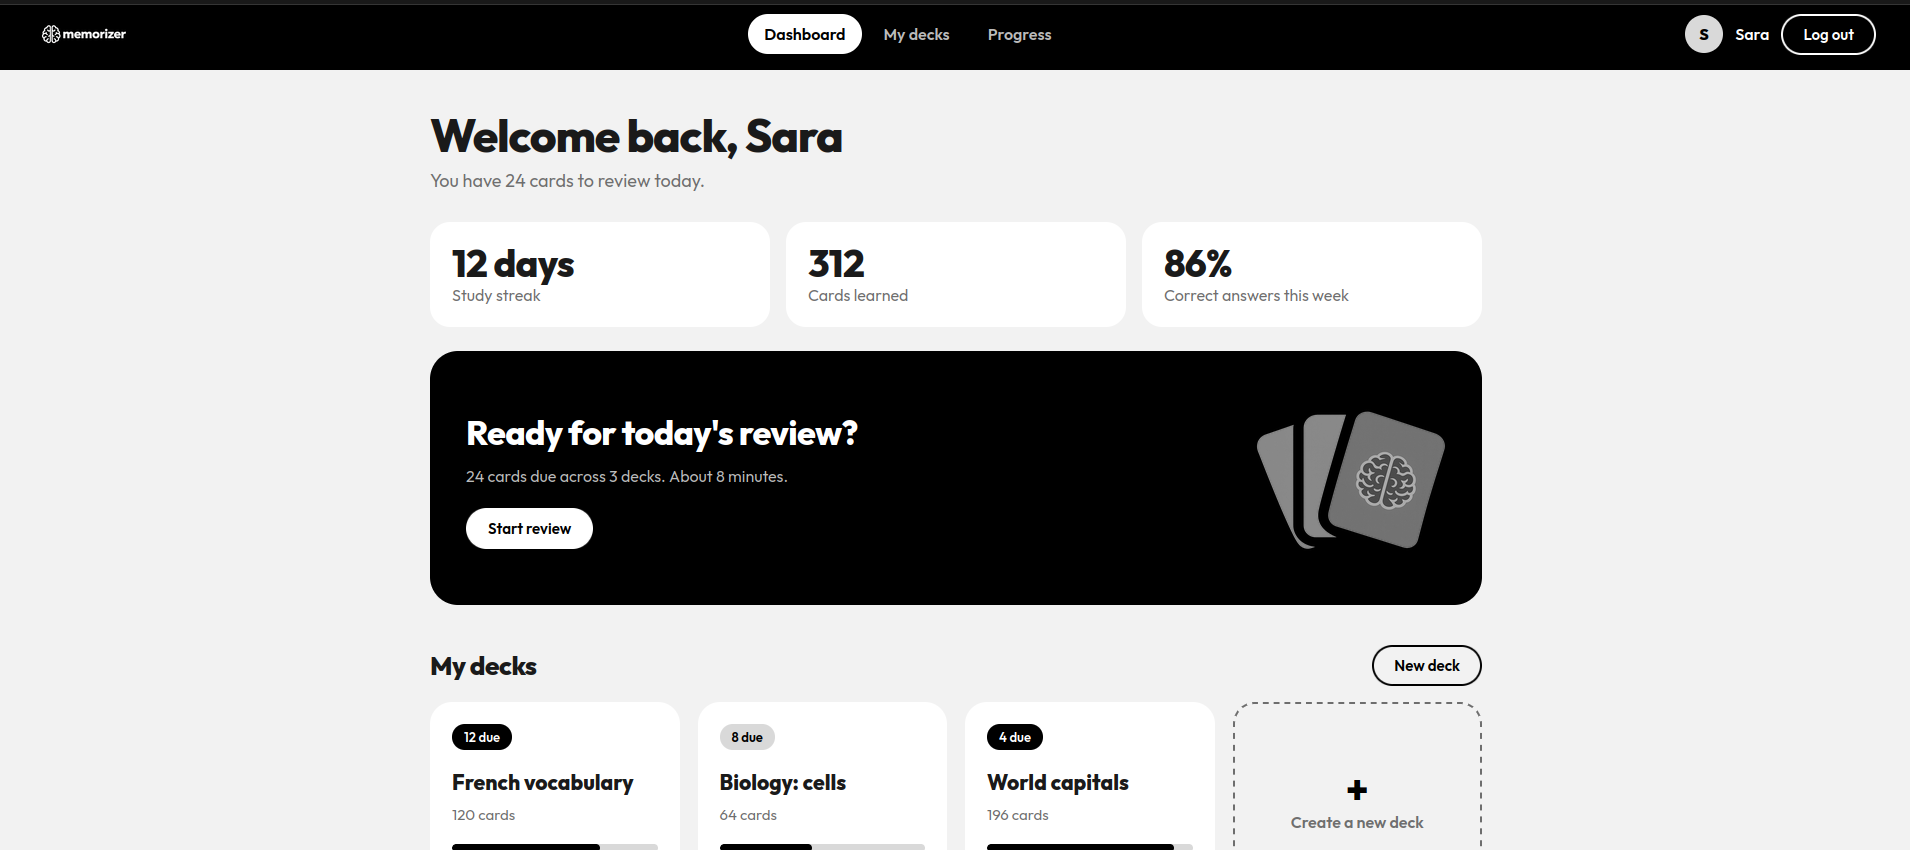 memorizer
Dashboard
My decks
Progress
S
Sara
Log out
Welcome back, Sara
You have 24 cards to review today.
12 days
Study streak
312
Cards learned
86%
Correct answers this week
Ready for today's review?
24 cards due across 3 decks. About 8 minutes.
Start review
My decks
New deck
12 due
French vocabulary
120 cards
8 due
Biology: cells
64 cards
4 due
World capitals
196 cards
+
Create a new deck